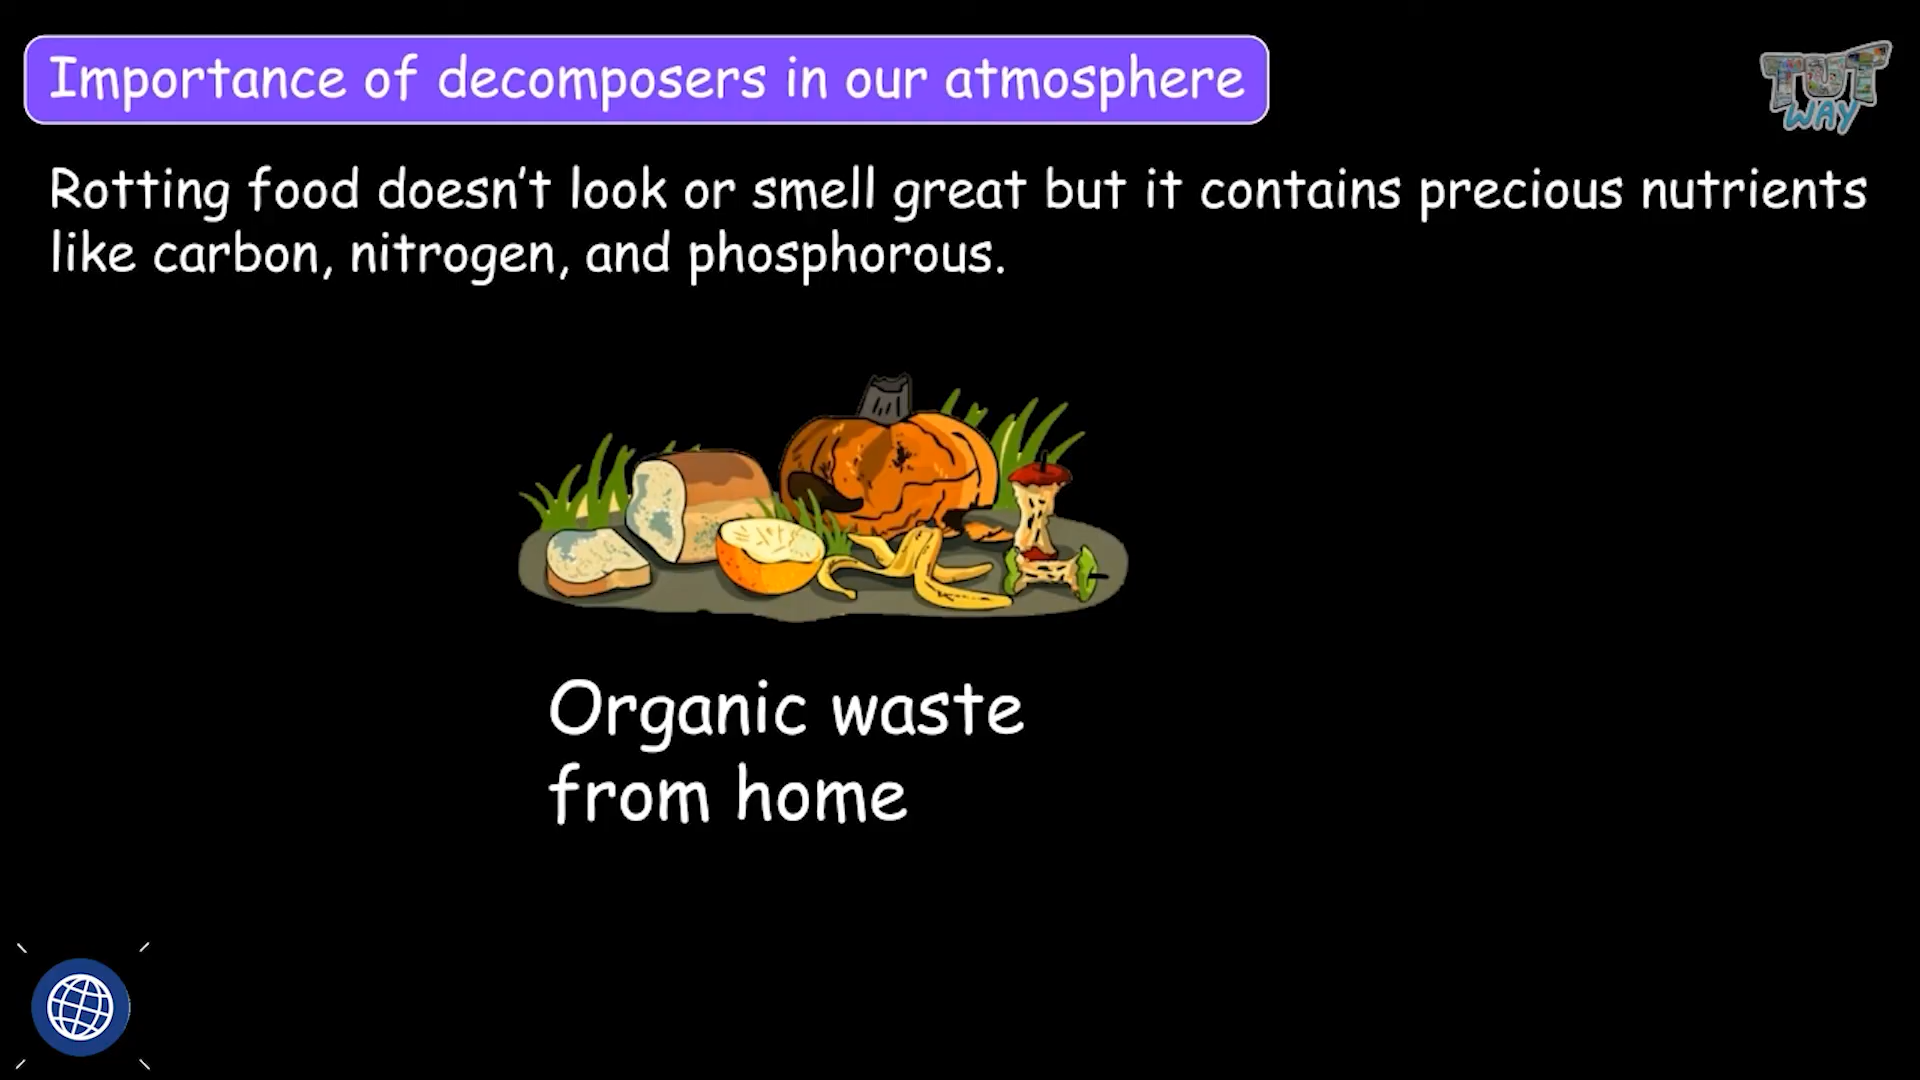 Importance of decomposers in our atmosphere
TUT
WAY
Rotting food doesn't look or smell great but it contains precious nutrients
like carbon, nitrogen, and phosphorous.
Organic waste
from home